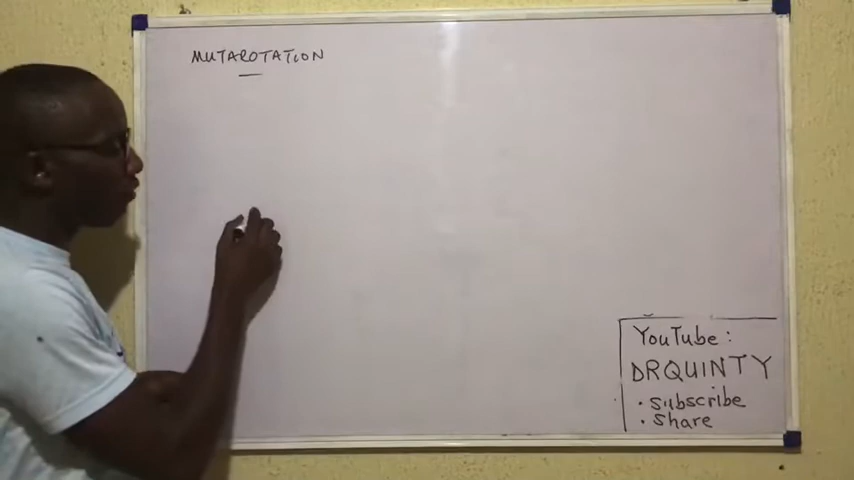 MUTAROTATION
YouTube:
DRQUINTY
• Subscribe
• Share